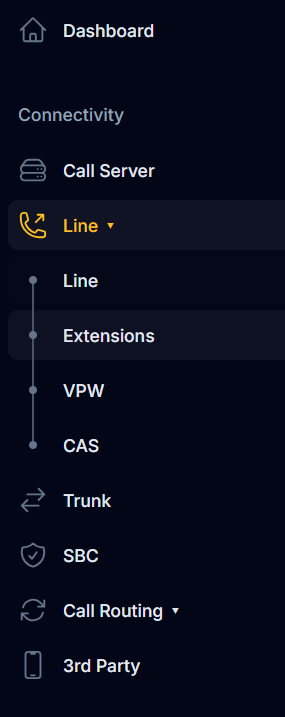 Dashboard
Connectivity
Call Server
Line
Line
Extensions
VPW
CAS
Trunk
SBC
Call Routing
3rd Party